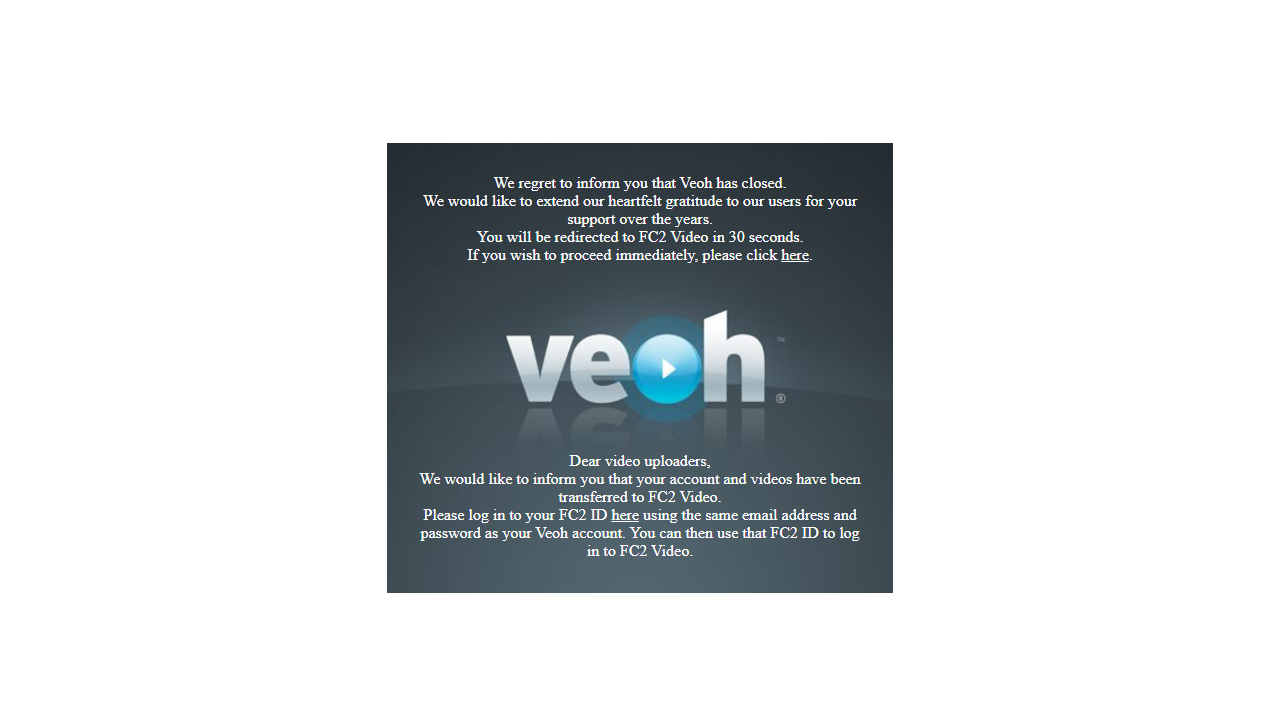 We regret to inform you that Veoh has closed.
We would like to extend our heartfelt gratitude to our users for your
support over the years.
You will be redirected to FC2 Video in 30 seconds.
If you wish to proceed immediately, please click here.
veoh ™
®
Dear video uploaders,
We would like to inform you that your account and videos have been
transferred to FC2 Video.
Please log in to your FC2 ID here using the same email address and
password as your Veoh account. You can then use that FC2 ID to log
in to FC2 Video.